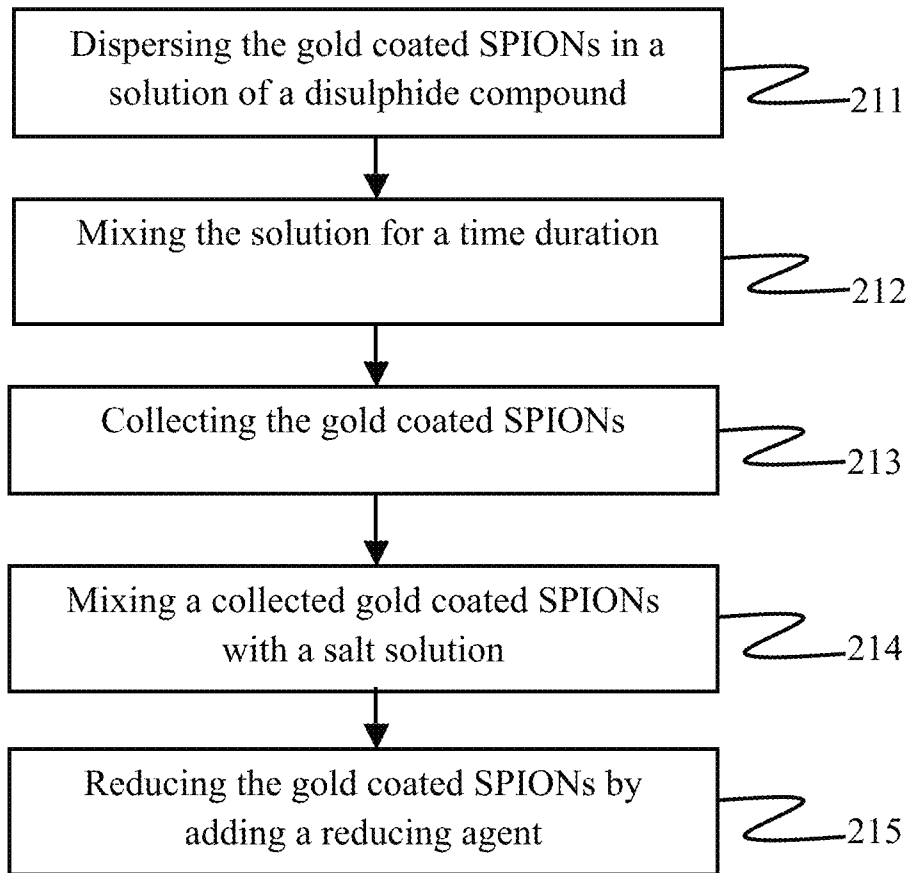 Dispersing the gold coated SPIONs in a
solution of a disulphide compound
211
Mixing the solution for a time duration
212
Collecting the gold coated SPIONs
213
Mixing a collected gold coated SPIONs
with a salt solution
214
Reducing the gold coated SPIONs by
adding a reducing agent
215